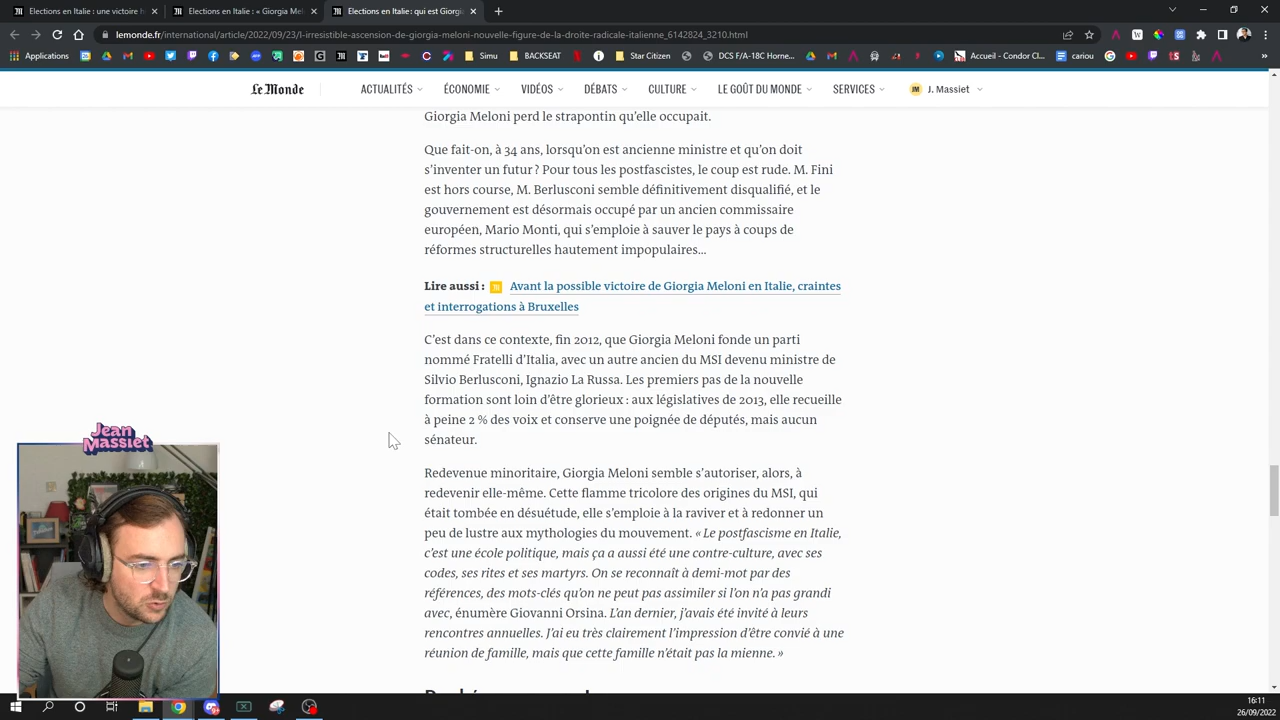 Elections en Italie : une victoire h
Elections en Italie : « Giorgia Mel
Elections en Italie: qui est Giorgi
lemonde.fr/international/article/2022/09/23/l-irresistible-ascension-de-giorgia-meloni-nouvelle-figure-de-la-droite-radicale-italienne_6142824_3210.html
Applications
Simu
BACKSEAT
Star Citizen
DCS F/A-18C Horne...
Accueil - Condor Cl...
cariou
Le Monde
ACTUALITÉS
ÉCONOMIE
VIDÉOS
DÉBATS
CULTURE
LE GOÛT DU MONDE
SERVICES
JM
J. Massiet
Giorgia Meloni perd le strapontin qu’elle occupait.
Que fait-on, à 34 ans, lorsqu’on est ancienne ministre et qu’on doit
s’inventer un futur ? Pour tous les postfascistes, le coup est rude. M. Fini
est hors course, M. Berlusconi semble définitivement disqualifié, et le
gouvernement est désormais occupé par un ancien commissaire
européen, Mario Monti, qui s’emploie à sauver le pays à coups de
réformes structurelles hautement impopulaires…
Lire aussi : Avant la possible victoire de Giorgia Meloni en Italie, craintes
et interrogations à Bruxelles
C’est dans ce contexte, fin 2012, que Giorgia Meloni fonde un parti
nommé Fratelli d’Italia, avec un autre ancien du MSI devenu ministre de
Silvio Berlusconi, Ignazio La Russa. Les premiers pas de la nouvelle
formation sont loin d’être glorieux : aux législatives de 2013, elle recueille
à peine 2 % des voix et conserve une poignée de députés, mais aucun
sénateur.
Redevenue minoritaire, Giorgia Meloni semble s’autoriser, alors, à
redevenir elle-même. Cette flamme tricolore des origines du MSI, qui
était tombée en désuétude, elle s’emploie à la raviver et à redonner un
peu de lustre aux mythologies du mouvement. « Le postfascisme en Italie,
c’est une école politique, mais ça a aussi été une contre-culture, avec ses
codes, ses rites et ses martyrs. On se reconnaît à demi-mot par des
références, des mots-clés qu’on ne peut pas assimiler si l’on n’a pas grandi
avec, énumère Giovanni Orsina. L’an dernier, j’avais été invité à leurs
rencontres annuelles. J’ai eu très clairement l’impression d’être convié à une
réunion de famille, mais que cette famille n’était pas la mienne. »
Jean
Massiet
16:11
26/09/2022